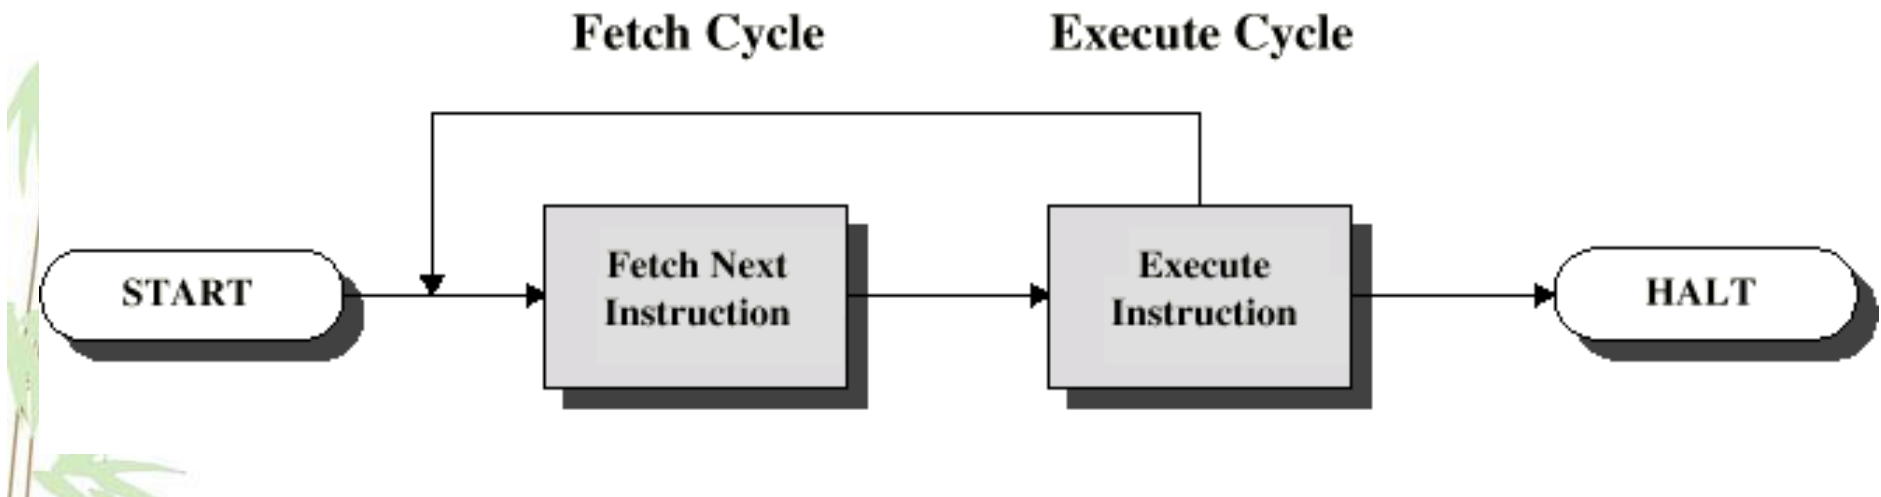 Fetch Cycle
Execute Cycle
START
Fetch Next
Instruction
Execute
Instruction
HALT